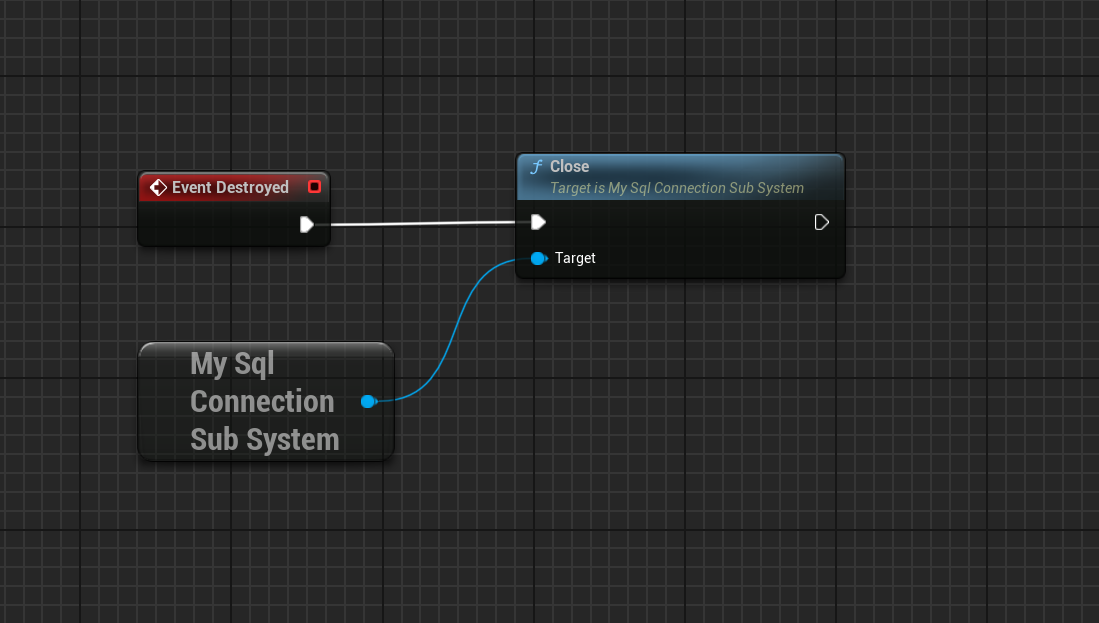 Event Destroyed
Close
Target is My Sql Connection Sub System
Target
My Sql
Connection
Sub System